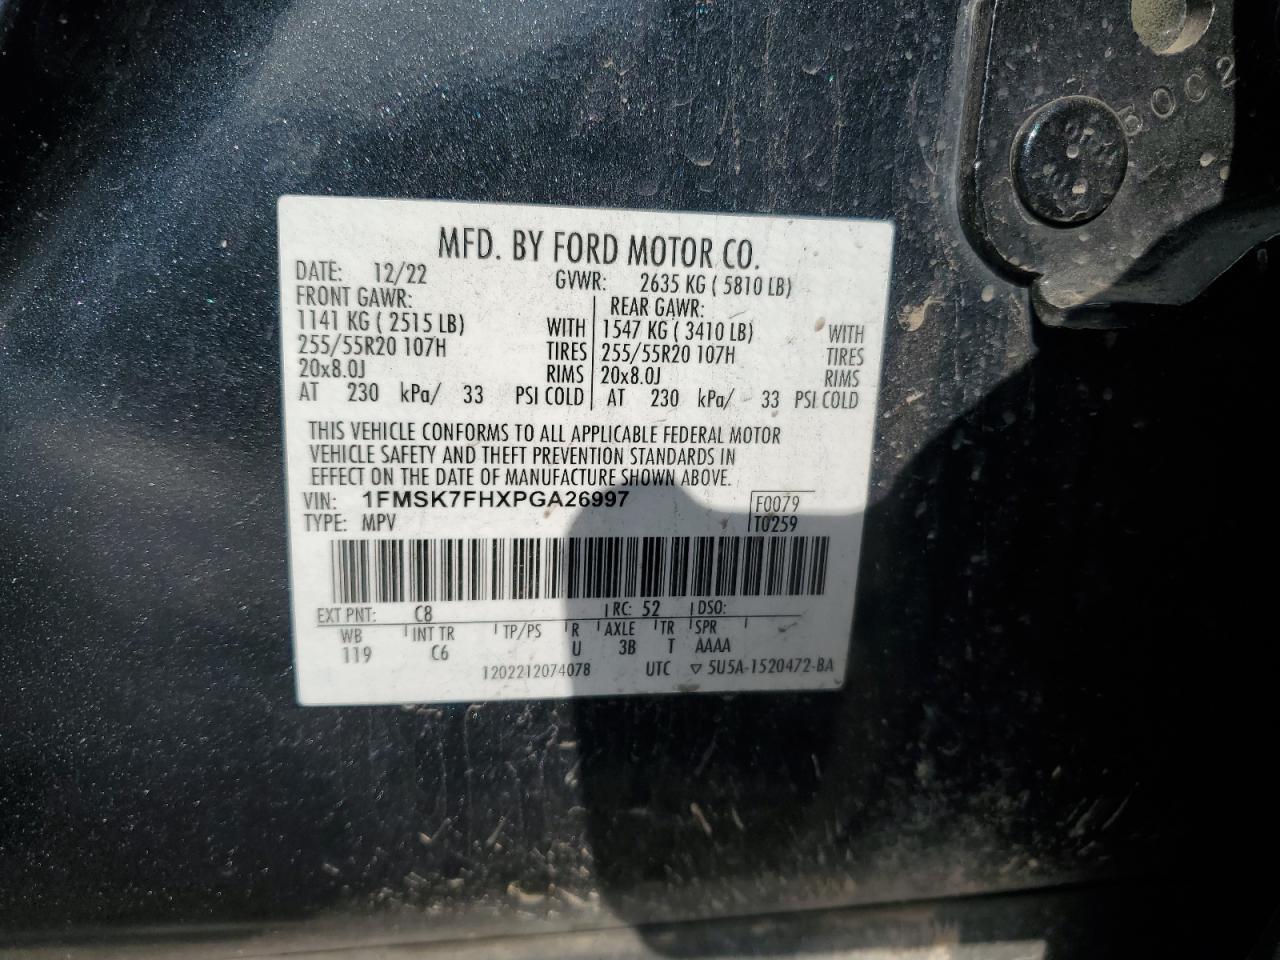 50C2
MFD. BY FORD MOTOR CO.
DATE: 12/22 GVWR: 2635 KG ( 5810 LB)
FRONT GAWR: REAR GAWR:
1141 KG ( 2515 LB) WITH 1547 KG ( 3410 LB) WITH
255/55R20 107H TIRES 255/55R20 107H TIRES
20x8.0J RIMS 20x8.0J RIMS
AT 230 kPa/ 33 PSI COLD AT 230 kPa/ 33 PSI COLD
THIS VEHICLE CONFORMS TO ALL APPLICABLE FEDERAL MOTOR
VEHICLE SAFETY AND THEFT PREVENTION STANDARDS IN
EFFECT ON THE DATE OF MANUFACTURE SHOWN ABOVE.
VIN: 1FMSK7FHXPGA26997 F0079
TYPE: MPV T0259
EXT PNT: C8 RC: 52 DSO:
WB INT TR TP/PS R AXLE TR SPR
119 C6 U 3B T AAAA
1202212074078 UTC ▽ 5U5A-1520472-BA